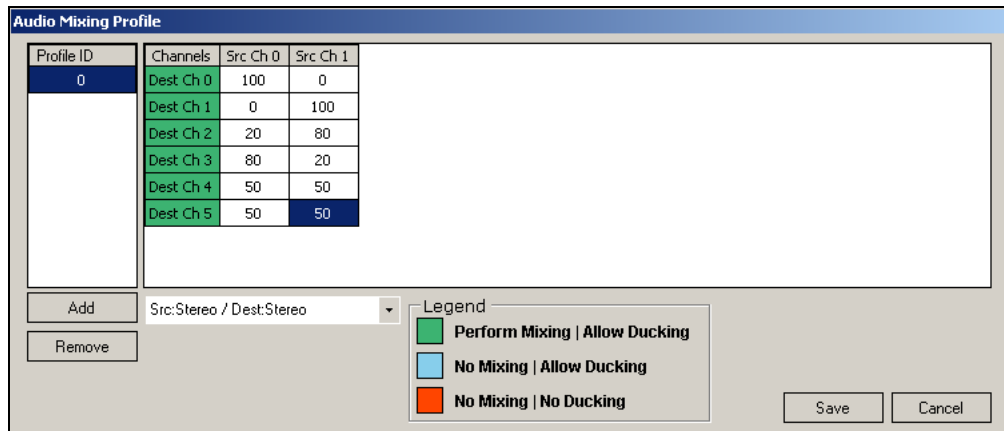 Audio Mixing Profile
Profile ID
0
Channels Src Ch 0 Src Ch 1
Dest Ch 0 100 0
Dest Ch 1 0 100
Dest Ch 2 20 80
Dest Ch 3 80 20
Dest Ch 4 50 50
Dest Ch 5 50 50
Add
Remove
Src:Stereo / Dest:Stereo
Legend
Perform Mixing | Allow Ducking
No Mixing | Allow Ducking
No Mixing | No Ducking
Save
Cancel